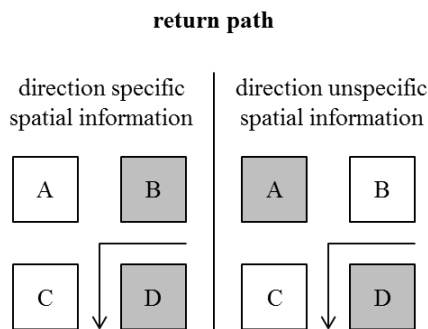 return path
direction specific
spatial information
direction unspecific
spatial information
A B A B
C D C D